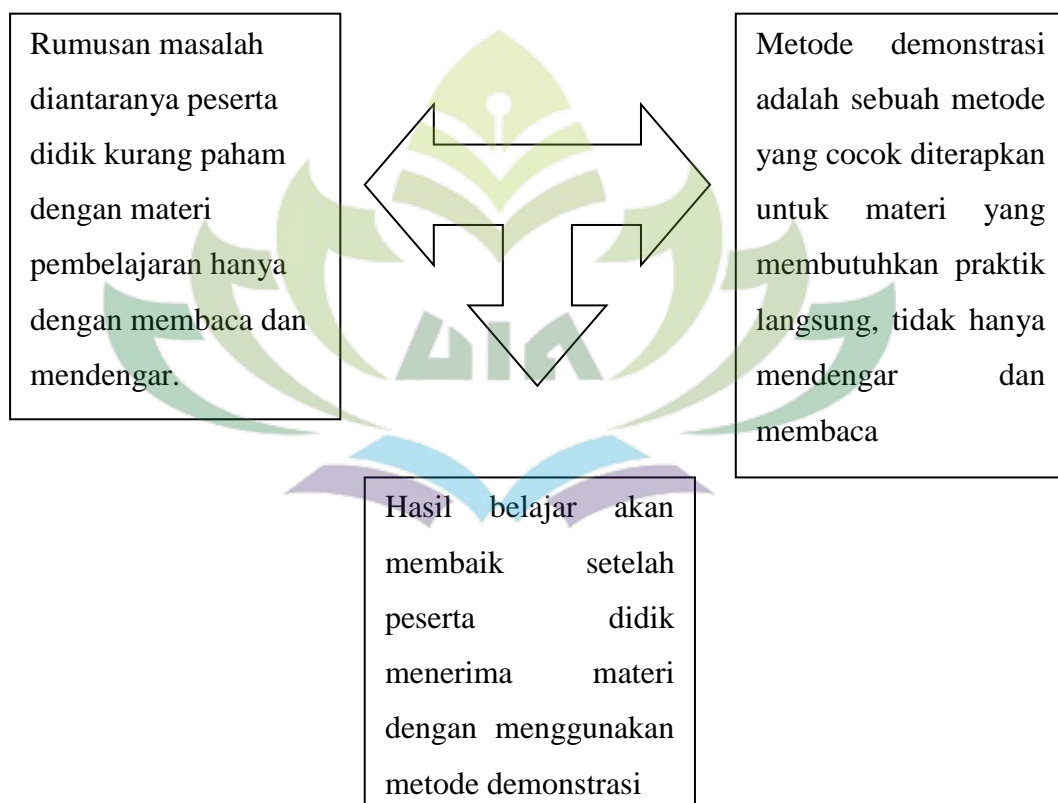 Rumusan masalah
diantaranya peserta
didik kurang paham
dengan materi
pembelajaran hanya
dengan membaca dan
mendengar.
Metode demonstrasi
adalah sebuah metode
yang cocok diterapkan
untuk materi yang
membutuhkan praktik
langsung, tidak hanya
mendengar dan
membaca
UIA
Hasil belajar akan
membaik setelah
peserta didik
menerima materi
dengan menggunakan
metode demonstrasi